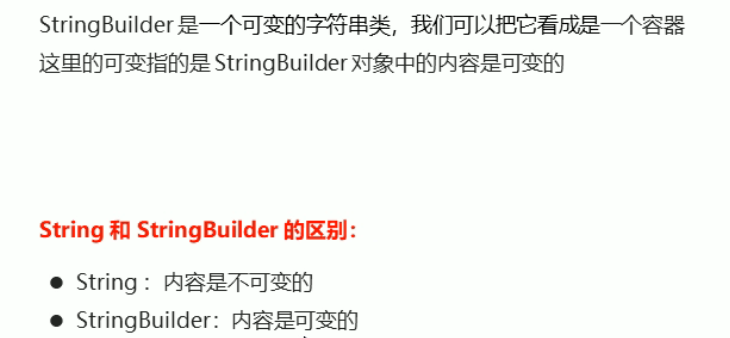 StringBuilder 是一个可变的字符串类，我们可以把它看成是一个容器
这里的可变指的是 StringBuilder 对象中的内容是可变的
String 和 StringBuilder 的区别：
● String ：内容是不可变的
● StringBuilder：内容是可变的